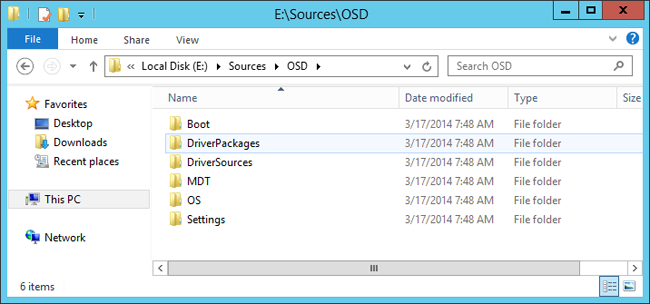 E:\Sources\OSD
File Home Share View
« Local Disk (E:) Sources OSD Search OSD
Name Date modified Type Size
Favorites
Desktop
Downloads
Recent places
This PC
Network
Boot 3/17/2014 7:48 AM File folder
DriverPackages 3/17/2014 7:48 AM File folder
DriverSources 3/17/2014 7:48 AM File folder
MDT 3/17/2014 7:48 AM File folder
OS 3/17/2014 7:48 AM File folder
Settings 3/17/2014 7:48 AM File folder
6 items